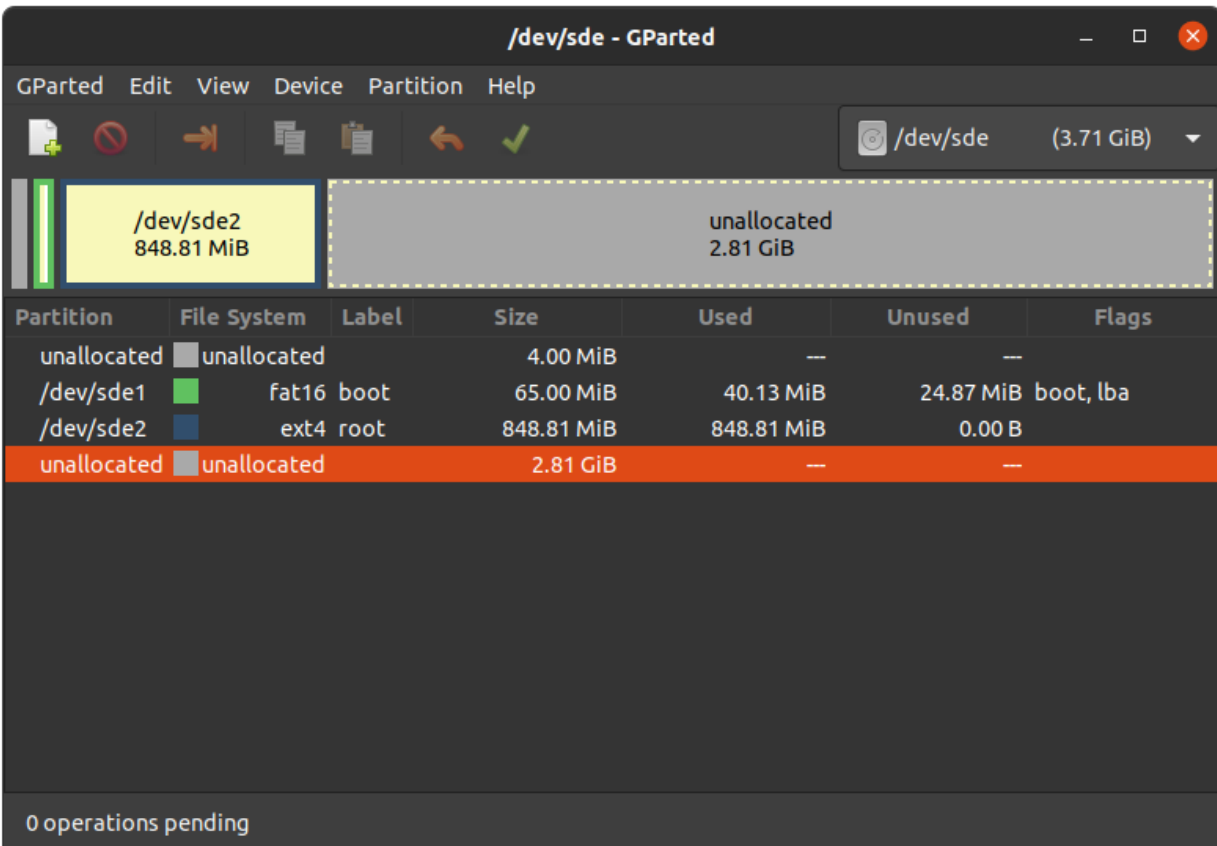 /dev/sde - GParted
GParted Edit View Device Partition Help
/dev/sde (3.71 GiB)
/dev/sde2
848.81 MiB
unallocated
2.81 GiB
Partition File System Label Size Used Unused Flags
unallocated unallocated 4.00 MiB --- ---
/dev/sde1 fat16 boot 65.00 MiB 40.13 MiB 24.87 MiB boot, lba
/dev/sde2 ext4 root 848.81 MiB 848.81 MiB 0.00 B
unallocated unallocated 2.81 GiB --- ---
0 operations pending